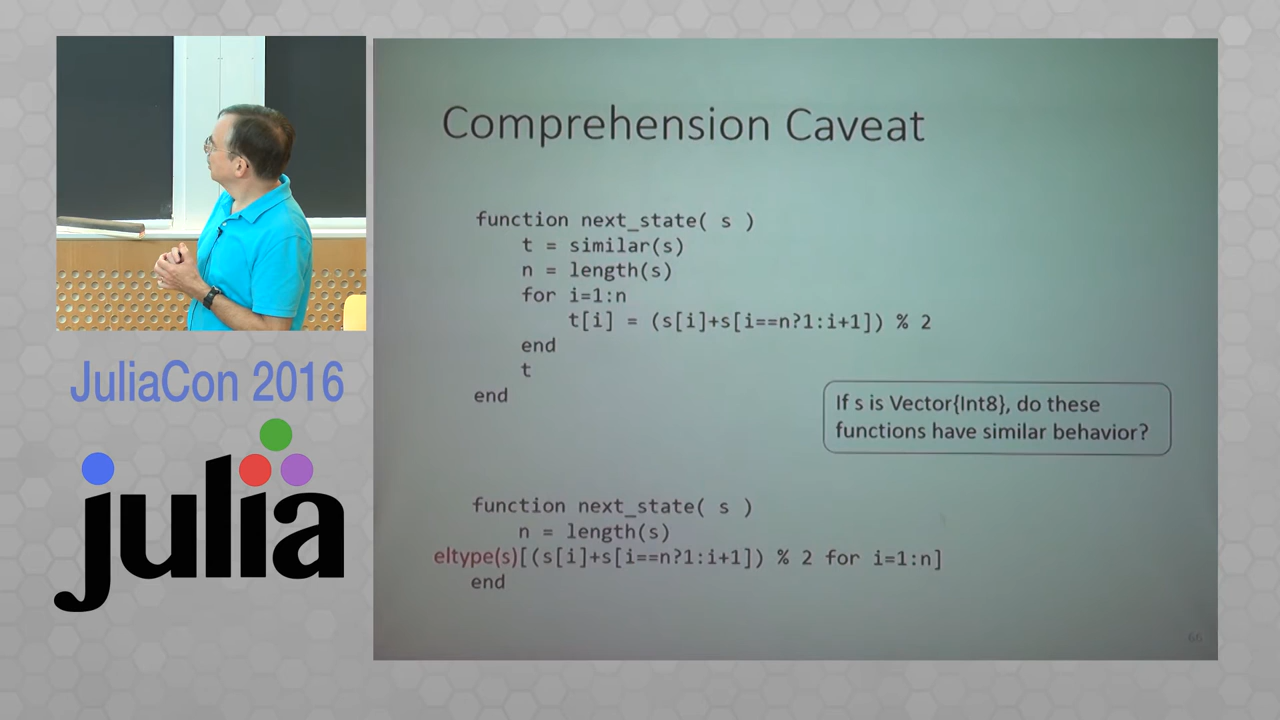 Comprehension Caveat
function next_state( s )
t = similar(s)
n = length(s)
for i=1:n
t[i] = (s[i]+s[i==n?1:i+1]) % 2
end
t
end
If s is Vector{Int8}, do these
functions have similar behavior?
function next_state( s )
n = length(s)
eltype(s)[(s[i]+s[i==n?1:i+1]) % 2 for i=1:n]
end
66
JuliaCon 2016
julia